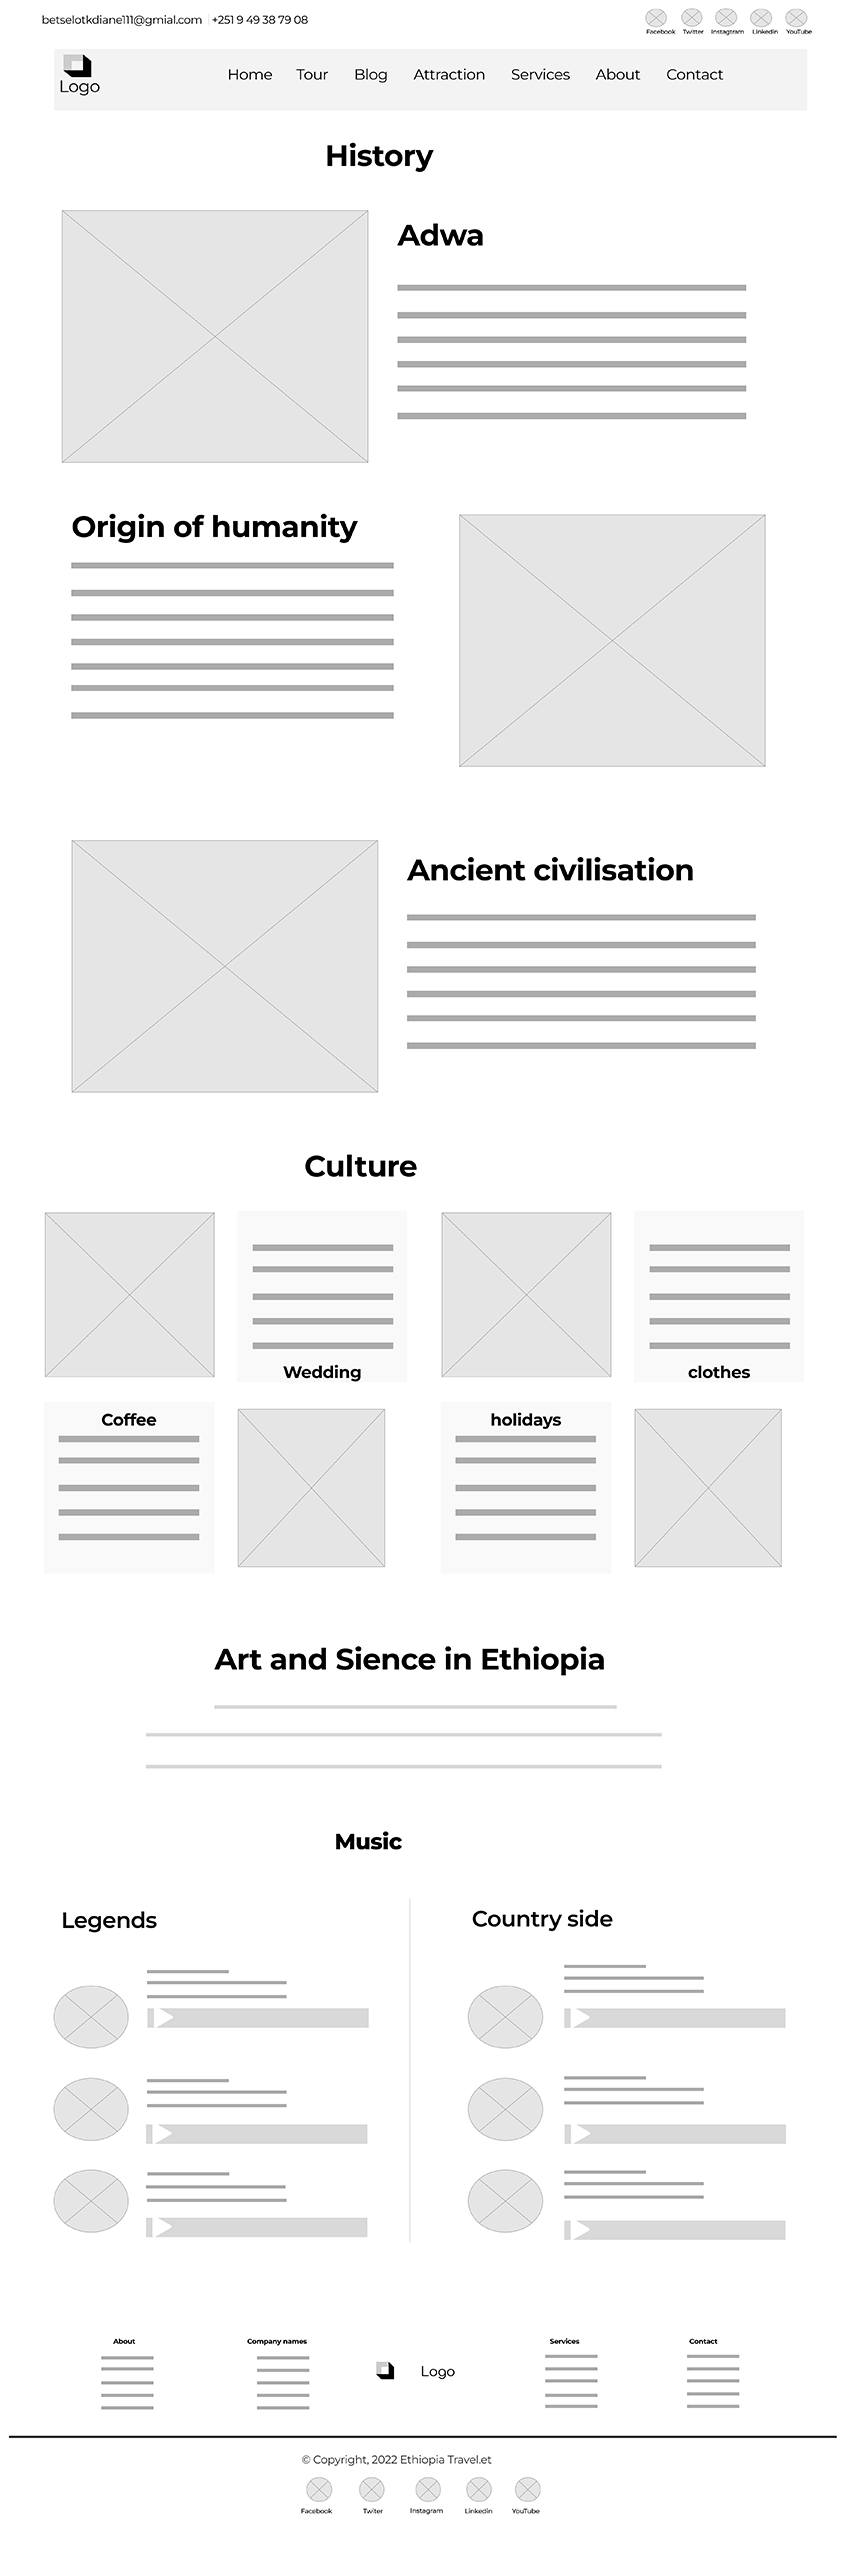 betselotkdiane111@gmial.com +251 9 49 38 79 08
Facebook Twitter Instagtram Linkedin YouTube
Logo
Home Tour Blog Attraction Services About Contact
History
Adwa
Origin of humanity
Ancient civilisation
Culture
Wedding
clothes
Coffee
holidays
Art and Sience in Ethiopia
Music
Legends
Country side
About
Company names
Logo
Services
Contact
© Copyright, 2022 Ethiopia Travel.et
Facebook Twiter Instagram Linkedin YouTube